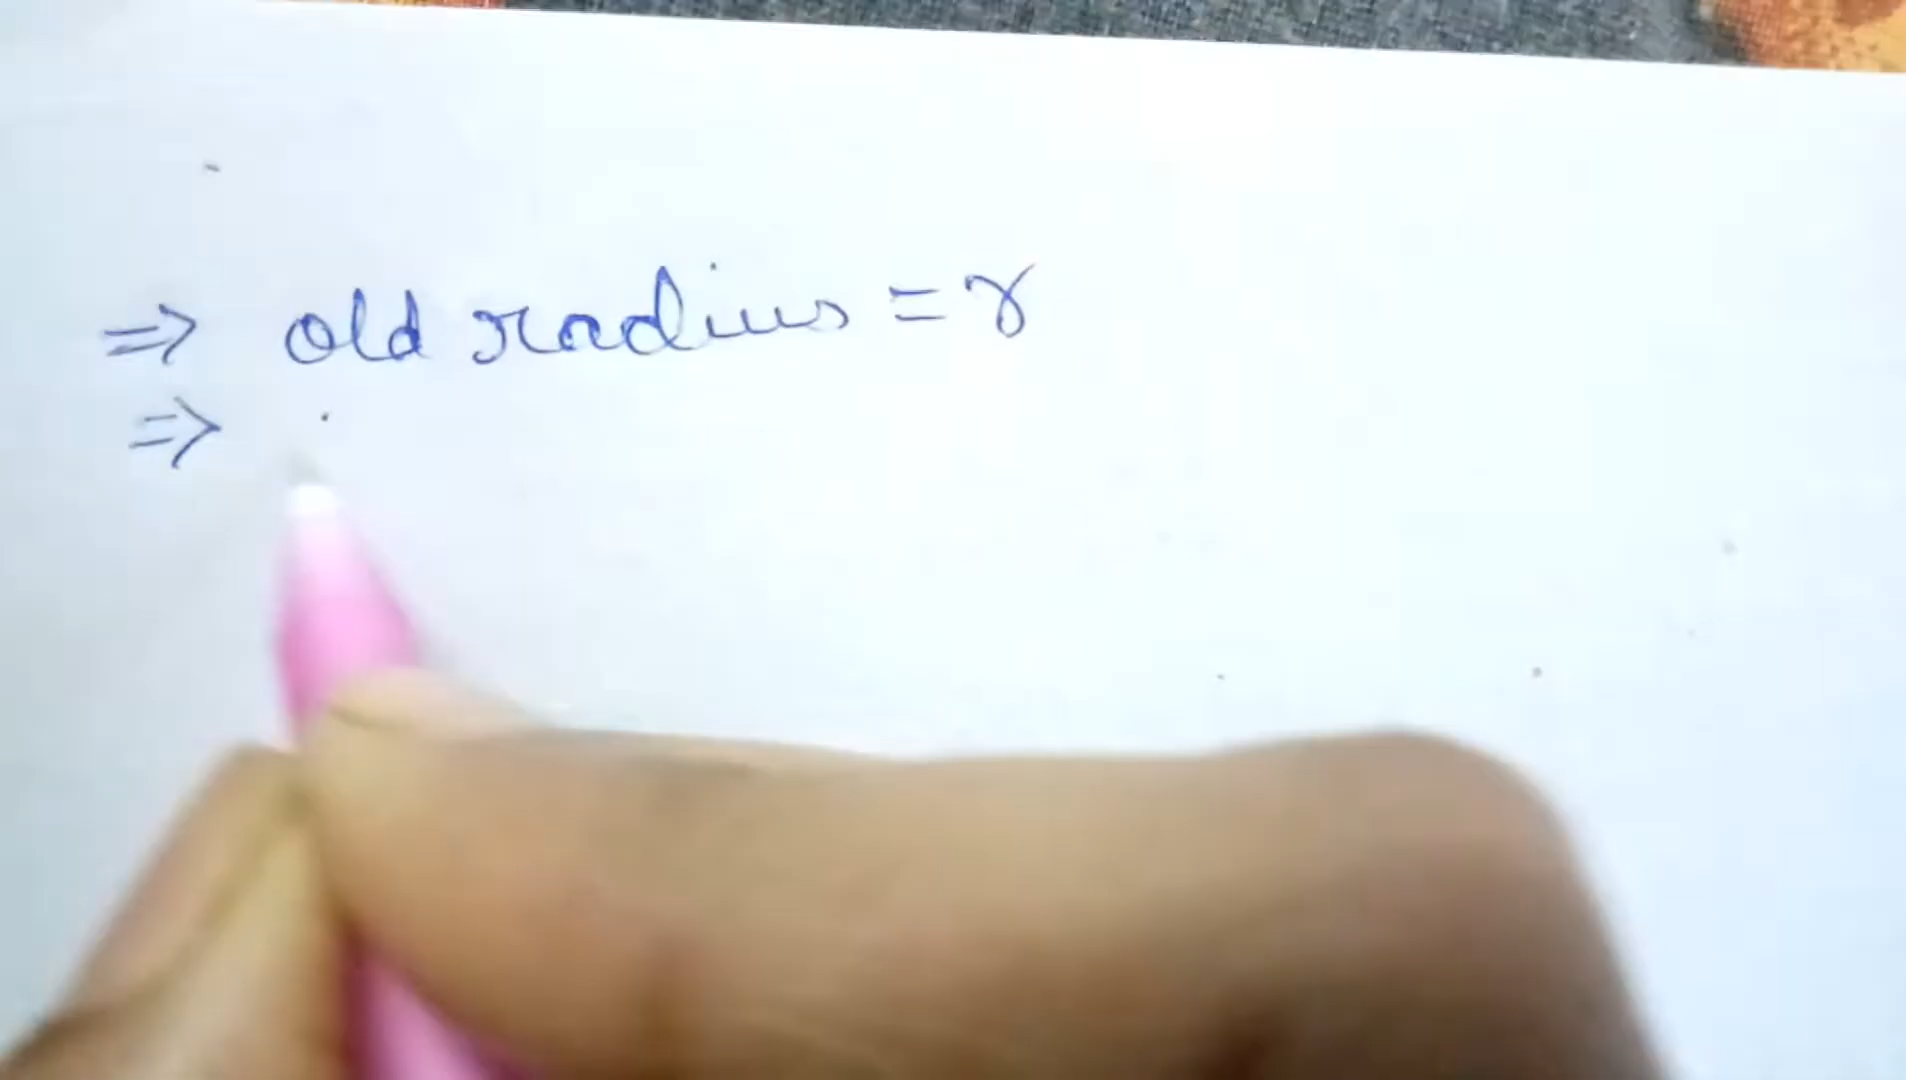 ⇒ old radius = r
⇒